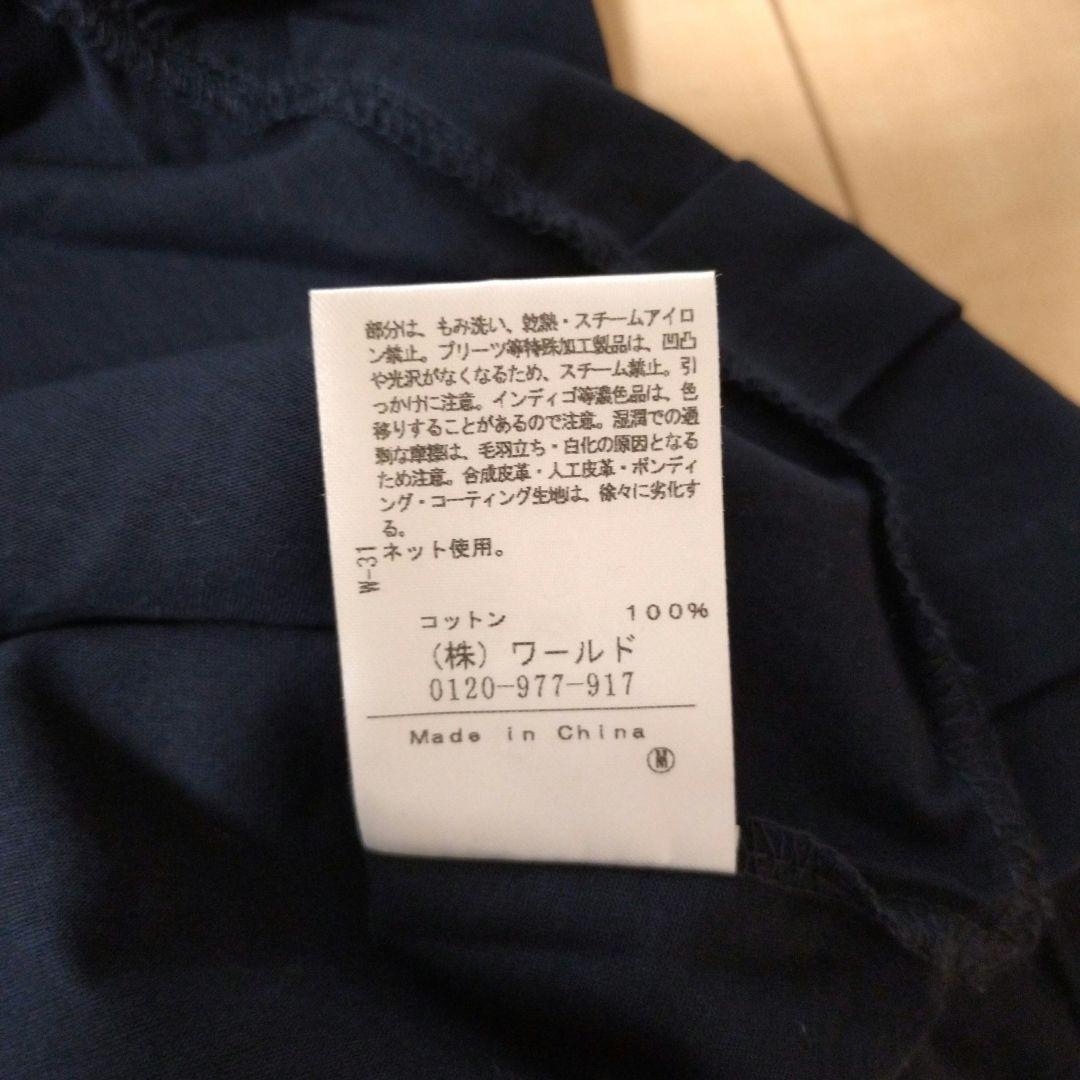 部分は、もみ洗い、乾熱・スチームアイロ
ン禁止。プリーツ等特殊加工製品は、凹凸
や光沢がなくなるため、スチーム禁止。引
っかけに注意。インディゴ等濃色品は、色
移りすることがあるので注意。湿潤での過
剰な摩擦は、毛羽立ち・白化の原因となる
ため注意。合成皮革・人工皮革・ボンディ
ング・コーティング生地は、徐々に劣化す
る。
ネット使用。
W-31
コットン 100%
(株) ワールド
0120-977-917
Made in China
M